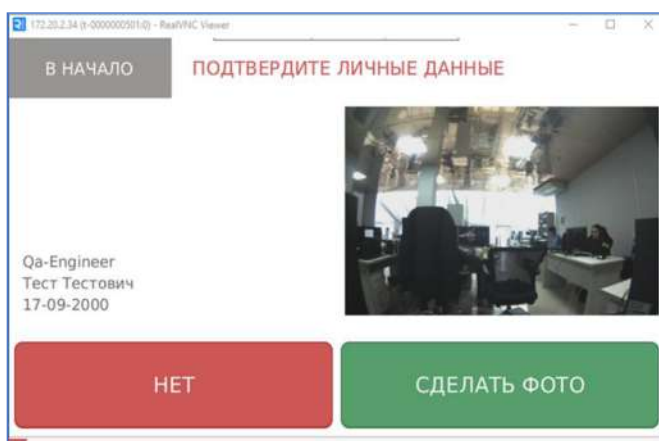 172.20.2.34 (t-0000000501:0) - RealVNC Viewer
В НАЧАЛО
ПОДТВЕРДИТЕ ЛИЧНЫЕ ДАННЫЕ
Qa-Engineer
Тест Тестович
17-09-2000
НЕТ
СДЕЛАТЬ ФОТО